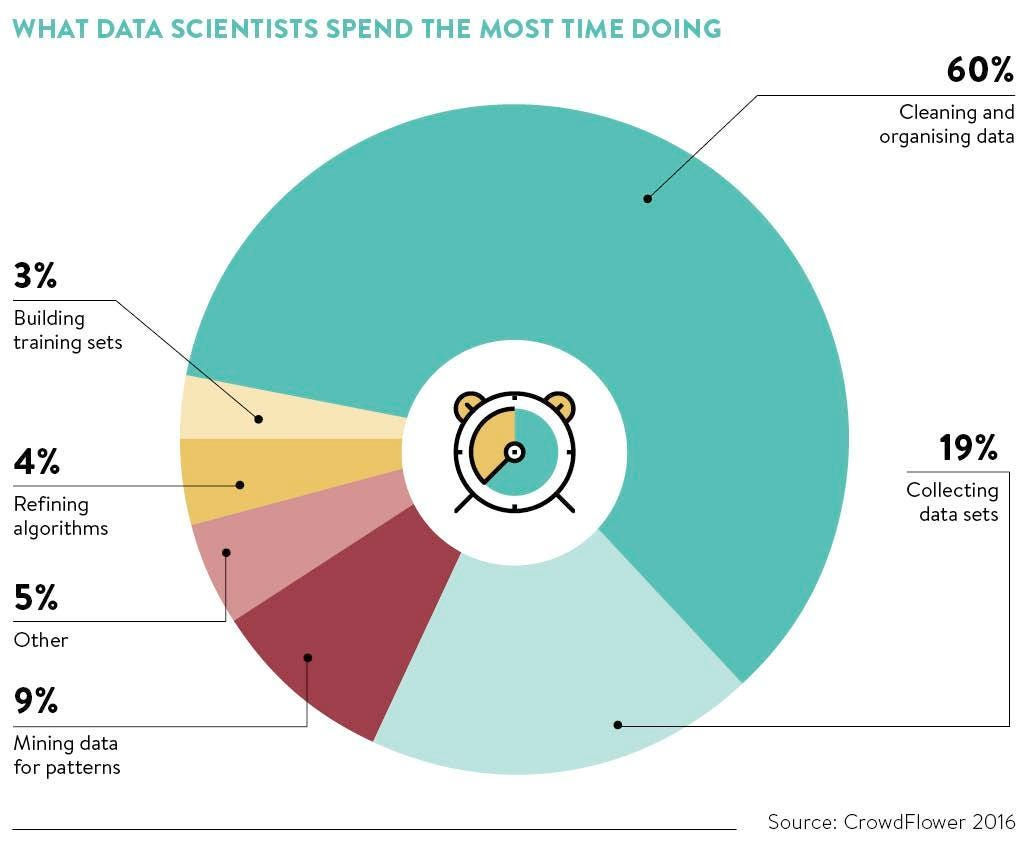 WHAT DATA SCIENTISTS SPEND THE MOST TIME DOING
60%
Cleaning and
organising data
3%
Building
training sets
4%
Refining
algorithms
19%
Collecting
data sets
5%
Other
9%
Mining data
for patterns
Source: CrowdFlower 2016